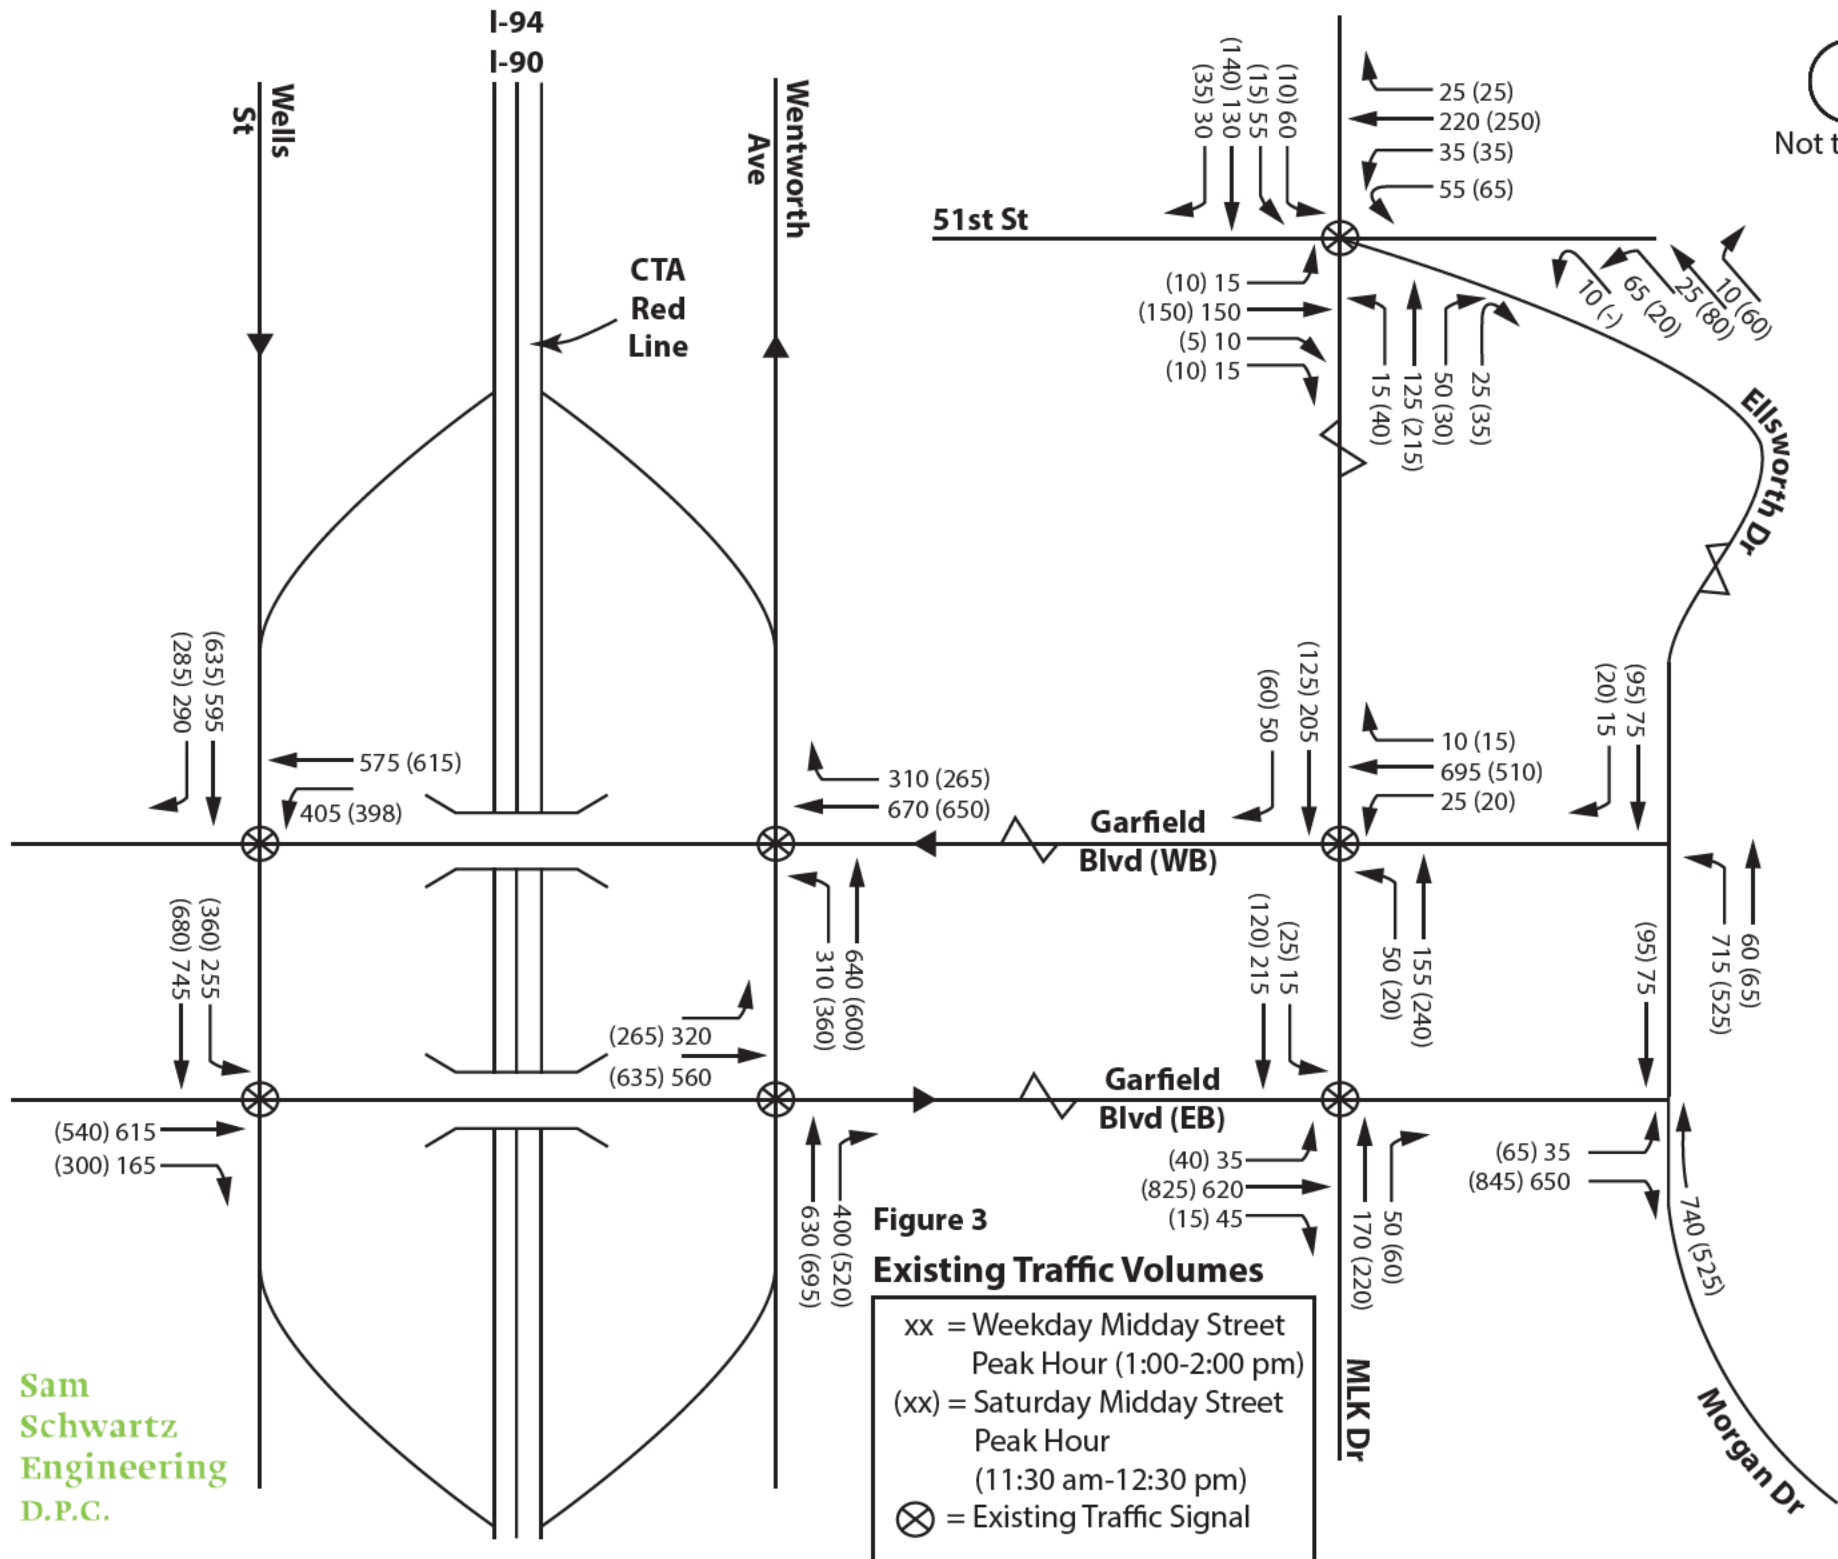 I-94
I-90
Wells
St
Wentworth
Ave
CTA
Red
Line
(35) 30
(140) 130
(15) 55
(10) 60
25 (25)
220 (250)
35 (35)
55 (65)
Not t
51st St
(10) 15
(150) 150
(5) 10
(10) 15
15 (40)
125 (215)
50 (30)
25 (35)
10 (-)
65 (20)
25 (80)
10 (60)
Ellsworth Dr
(285) 290
(635) 595
575 (615)
405 (398)
310 (265)
670 (650)
Garfield
Blvd (WB)
(60) 50
(125) 205
10 (15)
695 (510)
25 (20)
(20) 15
(95) 75
(680) 745
(360) 255
(265) 320
(635) 560
310 (360)
640 (600)
(120) 215
(25) 15
50 (20)
155 (240)
(95) 75
715 (525)
60 (65)
Garfield
Blvd (EB)
(540) 615
(300) 165
630 (695)
400 (520)
(40) 35
(825) 620
(15) 45
170 (220)
50 (60)
(65) 35
(845) 650
740 (525)
Figure 3
Existing Traffic Volumes
xx = Weekday Midday Street
Peak Hour (1:00-2:00 pm)
(xx) = Saturday Midday Street
Peak Hour
(11:30 am-12:30 pm)
= Existing Traffic Signal
MLK Dr
Morgan Dr
Sam
Schwartz
Engineering
D.P.C.